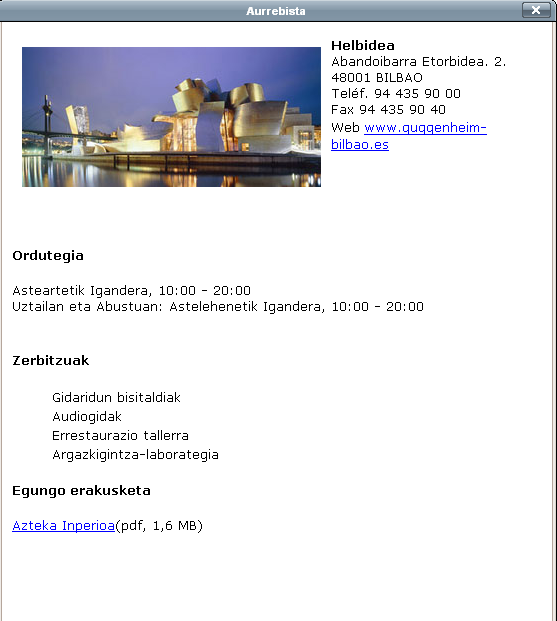 Aurrebista
Helbidea
Abandoibarra Etorbidea. 2.
48001 BILBAO
Teléf. 94 435 90 00
Fax 94 435 90 40
Web www.guggenheim-
bilbao.es
Ordutegia
Asteartetik Igandera, 10:00 - 20:00
Uztailan eta Abustuan: Astelehenetik Igandera, 10:00 - 20:00
Zerbitzuak
Gidaridun bisitaldiak
Audiogidak
Errestaurazio tallerra
Argazkigintza-laborategia
Egungo erakusketa
Azteka Inperioa(pdf, 1,6 MB)